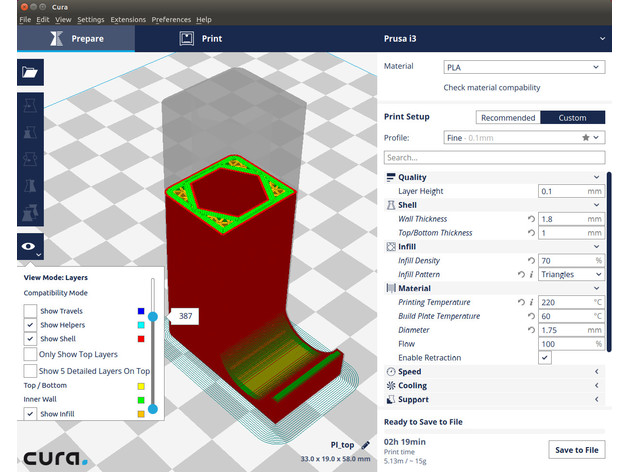 Cura
File Edit View Settings Extensions Preferences Help
Prepare
Print
Prusa i3
Material
PLA
Check material compability
Print Setup
Recommended
Custom
Profile:
Fine - 0.1mm
Search...
Quality
Layer Height
0.1 mm
Shell
Wall Thickness
1.8 mm
Top/Bottom Thickness
1 mm
Infill
Infill Density
70 %
Infill Pattern
i
Triangles
Material
Printing Temperature
i
220 °C
Build Plate Temperature
60 °C
Diameter
1.75 mm
Flow
100 %
Enable Retraction
Speed
Cooling
Support
Ready to Save to File
02h 19min
Print time
5.13m / ~ 15g
Save to File
View Mode: Layers
Compatibility Mode
Show Travels
Show Helpers
Show Shell
Only Show Top Layers
Show 5 Detailed Layers On Top
Top / Bottom
Inner Wall
Show Infill
387
cura.
PI_top
33.0 x 19.0 x 58.0 mm